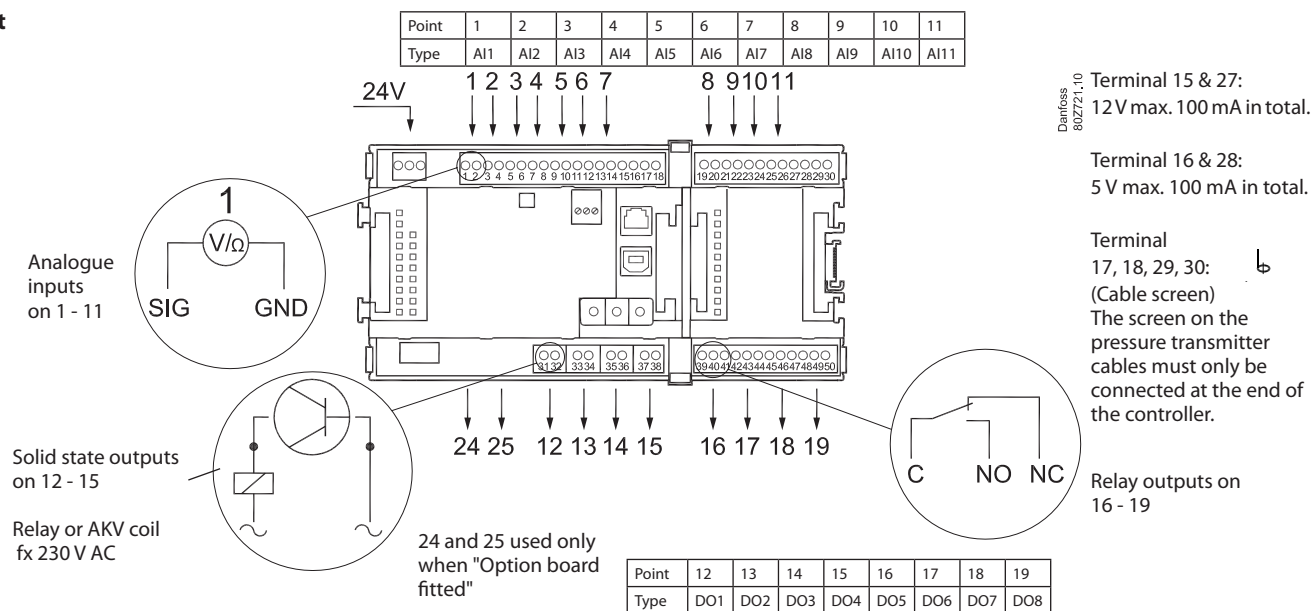 t
Point 1 2 3 4 5 6 7 8 9 10 11
Type AI1 AI2 AI3 AI4 AI5 AI6 AI7 AI8 AI9 AI10 AI11
24V
1 2 3 4 5 6 7 8 9 10 11
Danfoss
80Z721.10
Terminal 15 & 27:
12 V max. 100 mA in total.
Terminal 16 & 28:
5 V max. 100 mA in total.
Terminal
17, 18, 29, 30:
(Cable screen)
The screen on the
pressure transmitter
cables must only be
connected at the end of
the controller.
1 2 3 4 5 6 7 8 9 10 11 12 13 14 15 16 17 18
19 20 21 22 23 24 25 26 27 28 29 30
1
V/Ω
SIG GND
Analogue
inputs
on 1 - 11
31 32 33 34 35 36 37 38
39 40 41 42 43 44 45 46 47 48 49 50
24 25 12 13 14 15 16 17 18 19
C NO NC
Solid state outputs
on 12 - 15
Relay or AKV coil
fx 230 V AC
24 and 25 used only
when "Option board
fitted"
Relay outputs on
16 - 19
Point 12 13 14 15 16 17 18 19
Type DO1 DO2 DO3 DO4 DO5 DO6 DO7 DO8